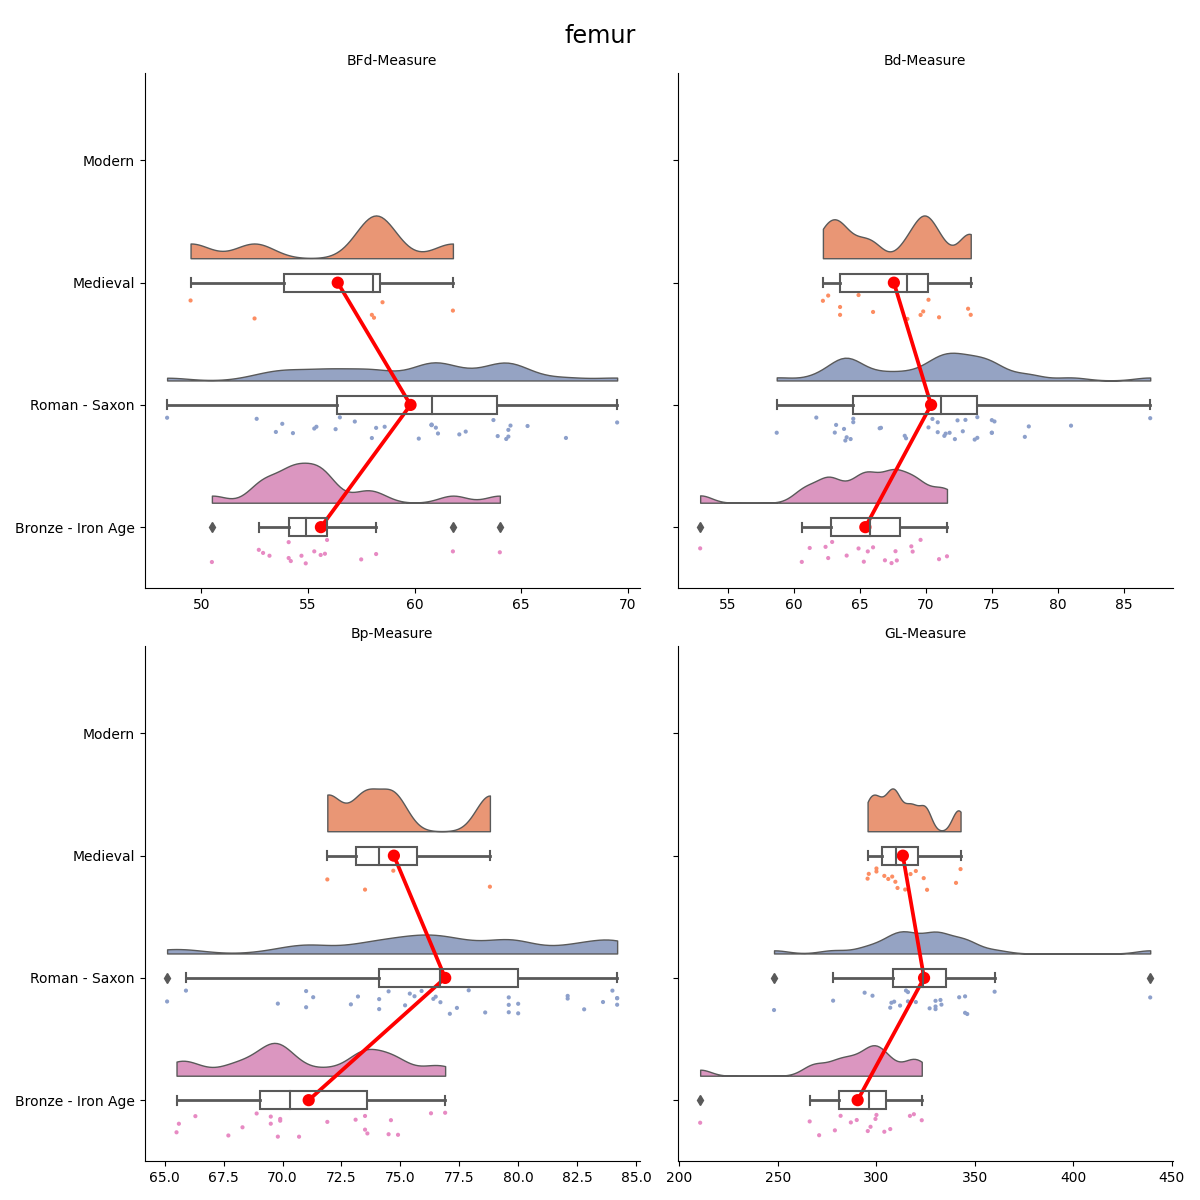 femur
BFd-Measure
Bd-Measure
Modern
Medieval
Roman - Saxon
Bronze - Iron Age
50 55 60 65 70
55 60 65 70 75 80 85
Bp-Measure
GL-Measure
Modern
Medieval
Roman - Saxon
Bronze - Iron Age
65.0 67.5 70.0 72.5 75.0 77.5 80.0 82.5 85.0
200 250 300 350 400 450